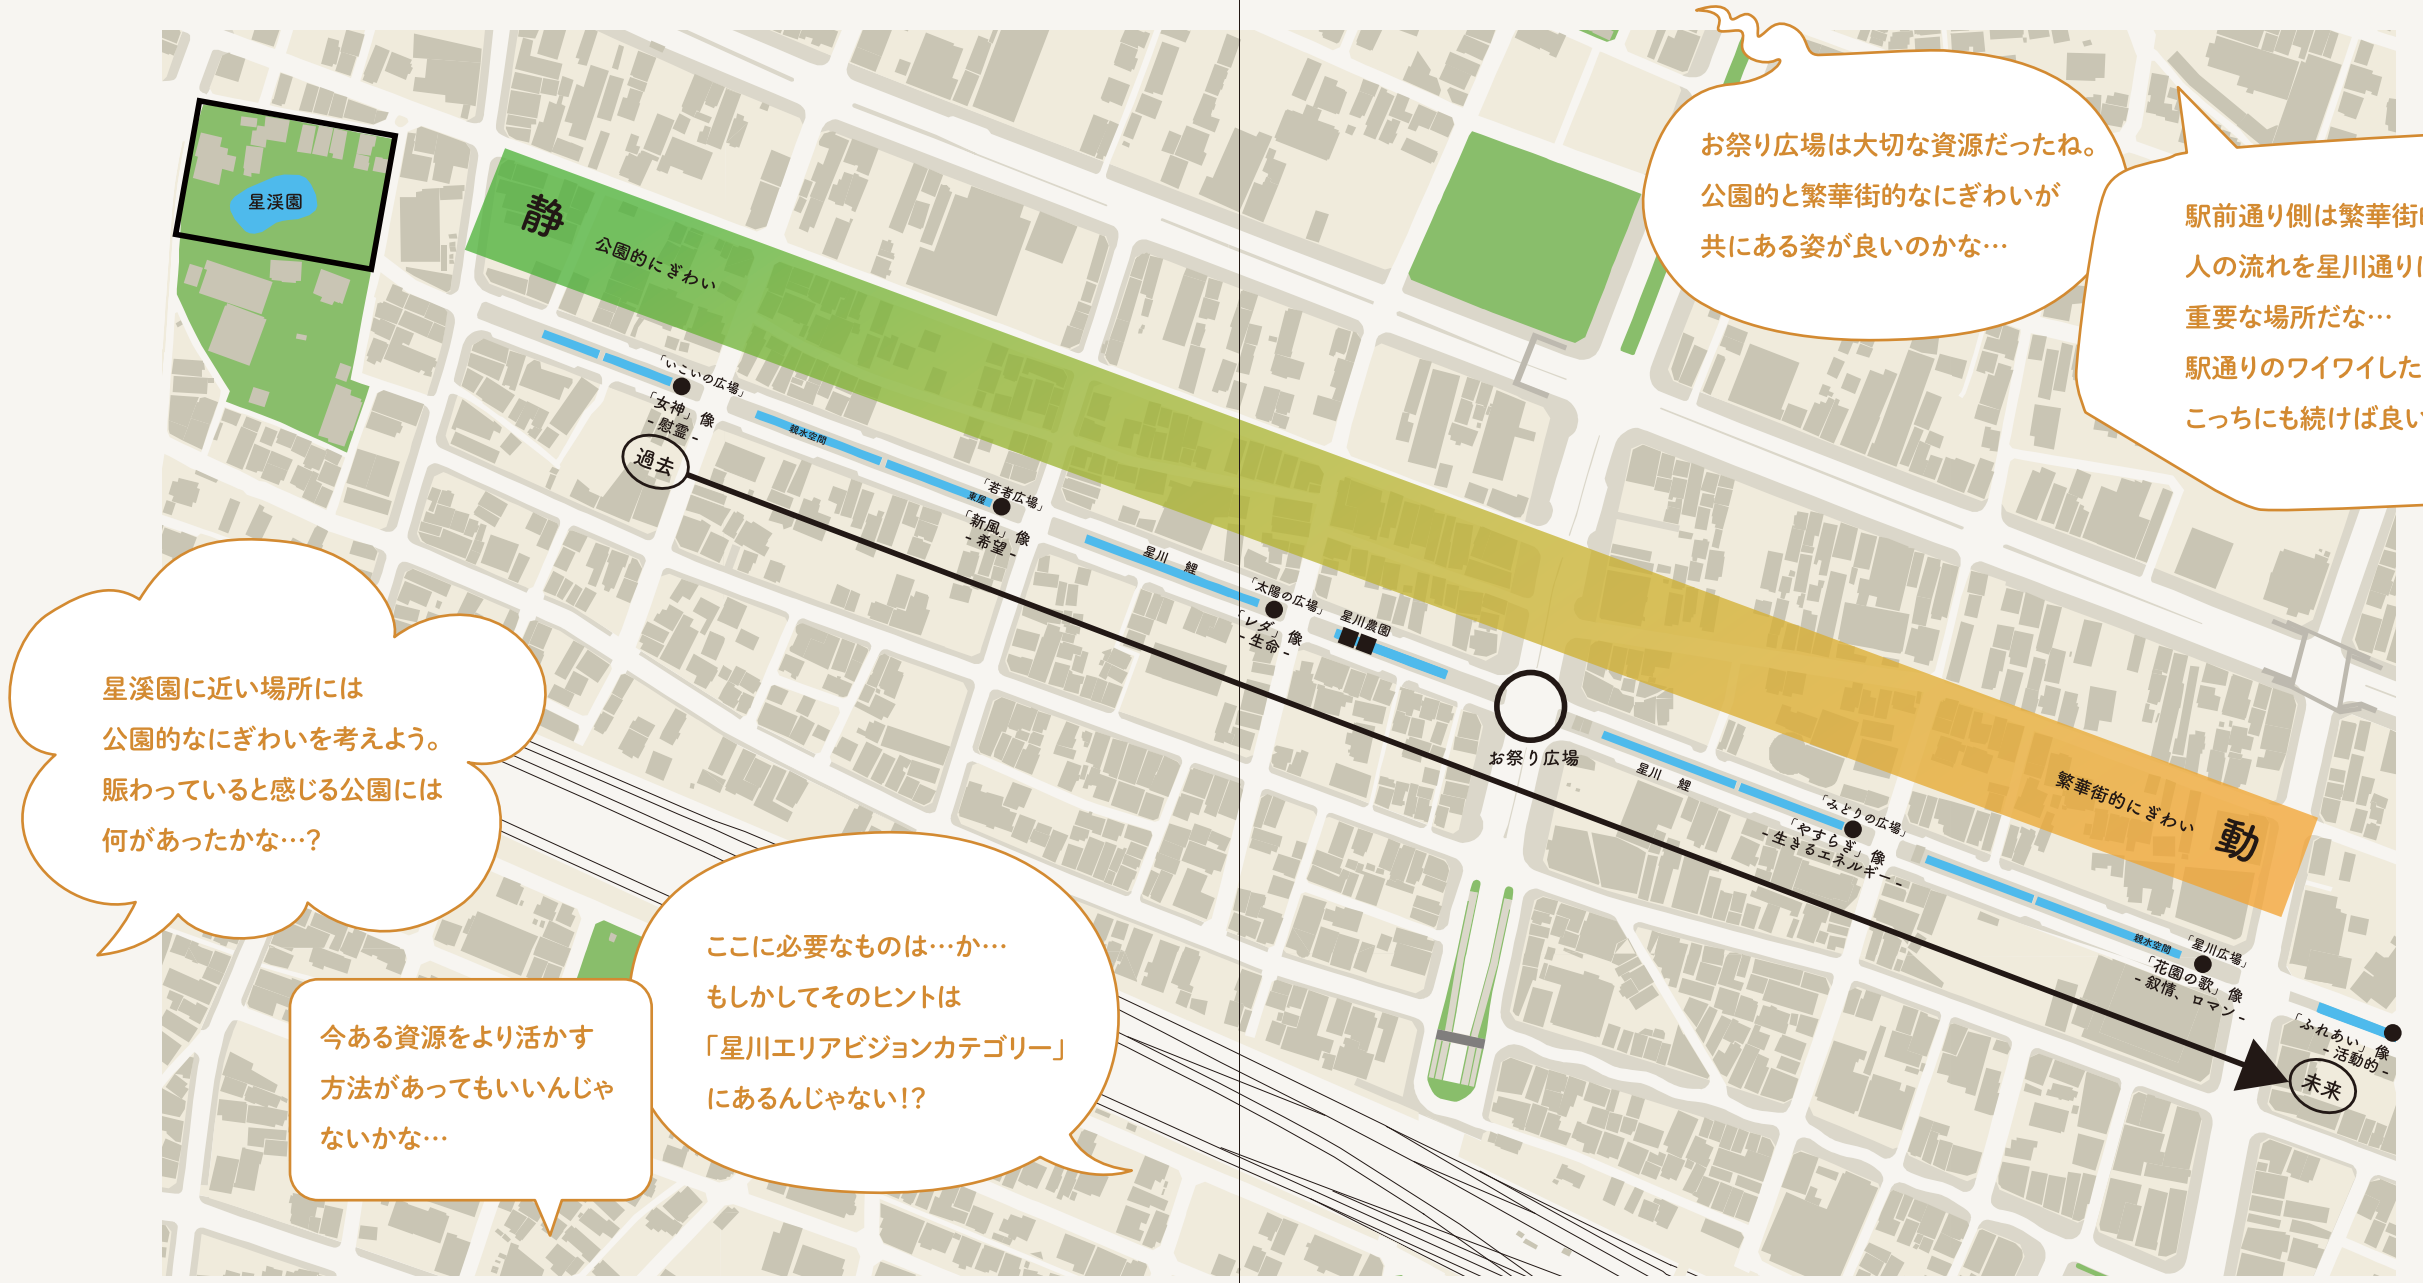 お祭り広場は大切な資源だったね。
公園的と繁華街的なにぎわいが
共にある姿が良いのかな…
駅前通り側は繁華街
人の流れを星川通りに
重要な場所だな…
駅通りのワイワイした
こっちにも続けば良い
星渓園
静
公園的にぎわい
「いこいの広場」
「女神」像
- 慰霊 -
過去
親水空間
「若者広場」
東屋
「新風」像
- 希望 -
星川 鯉
「太陽の広場」
「レダ」像
- 生命 -
星川農園
お祭り広場
星川 鯉
「みどりの広場」
「やすらぎ」像
- 生きるエネルギー -
繁華街的にぎわい
動
親水空間
「星川広場」
「花園の歌」像
- 叙情、ロマン -
「ふれあい」像
- 活動的 -
未来
星渓園に近い場所には
公園的なにぎわいを考えよう。
賑わっていると感じる公園には
何があったかな…?
ここに必要なものは…か…
もしかしてそのヒントは
「星川エリアビジョンカテゴリー」
にあるんじゃない!?
今ある資源をより活かす
方法があってもいいんじゃ
ないかな…